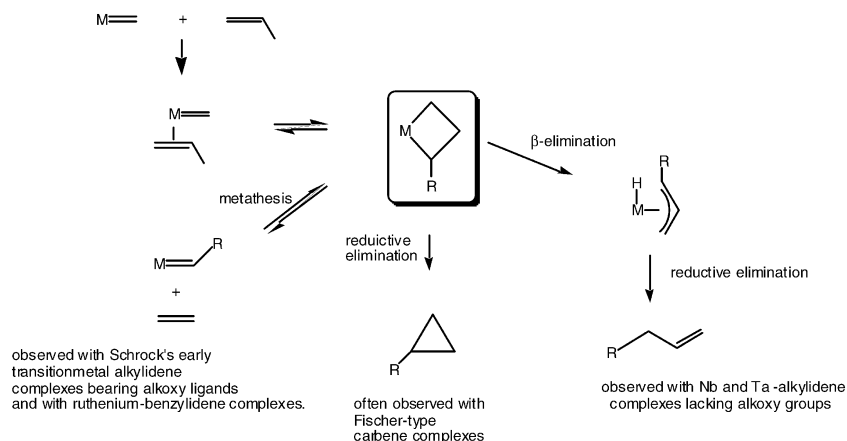 M
+
M
M
R
β-elimination
R
H
M
metathesis
R
M
+
reduictive
elimination
reductive elimination
R
R
observed with Schrock's early
transitionmetal alkylidene
complexes bearing alkoxy ligands
and with ruthenium-benzylidene complexes.
often observed with
Fischer-type
carbene complexes
observed with Nb and Ta -alkylidene
complexes lacking alkoxy groups